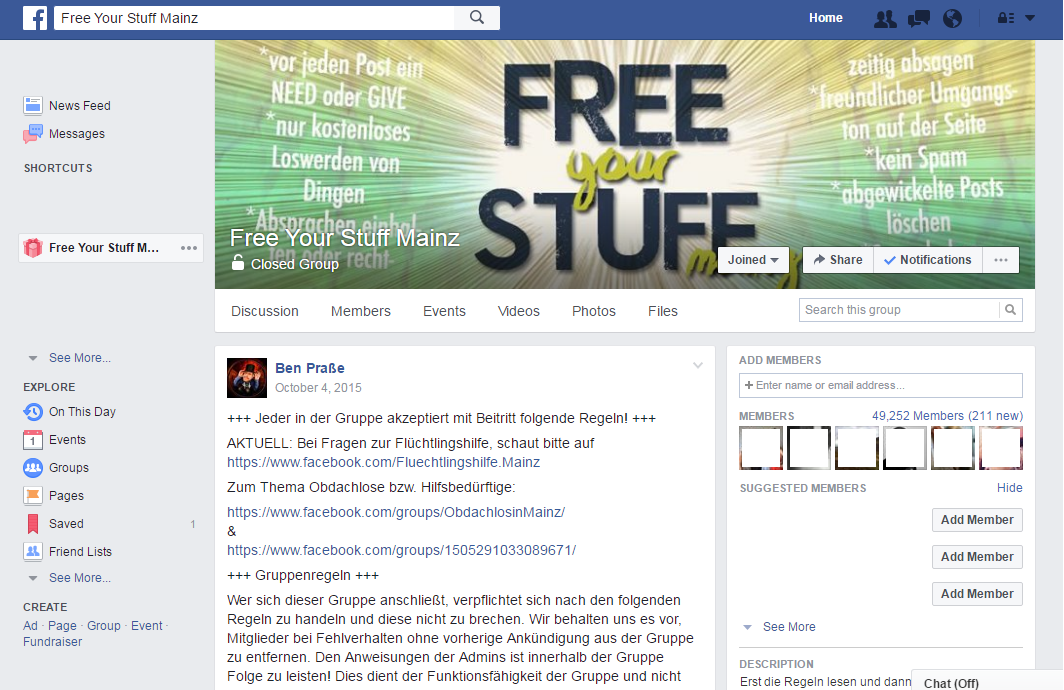 Free Your Stuff Mainz
Home
News Feed
Messages
SHORTCUTS
Free Your Stuff M...
See More...
EXPLORE
On This Day
1
Events
Groups
Pages
Saved
1
Friend Lists
See More...
CREATE
Ad · Page · Group · Event ·
Fundraiser
*vor jeden Post ein
NEED oder GIVE
*nur kostenloses
Loswerden von
Dingen
*Absprachen
oder recht-
FREE
your
STUFF
zeitig absagen
*freundlicher Umgangs-
ton auf der Seite
*kein Spam
*abgewickelte Posts
löschen
Free Your Stuff Mainz
Closed Group
Joined
Share
Notifications
Discussion
Members
Events
Videos
Photos
Files
Search this group
Ben Praße
October 4, 2015
+++ Jeder in der Gruppe akzeptiert mit Beitritt folgende Regeln! +++
AKTUELL: Bei Fragen zur Flüchtlingshilfe, schaut bitte auf
https://www.facebook.com/Fluechtlingshilfe.Mainz
Zum Thema Obdachlose bzw. Hilfsbedürftige:
https://www.facebook.com/groups/ObdachlosinMainz/
&
https://www.facebook.com/groups/1505291033089671/
+++ Gruppenregeln +++
Wer sich dieser Gruppe anschließt, verpflichtet sich nach den folgenden
Regeln zu handeln und diese nicht zu brechen. Wir behalten uns es vor,
Mitglieder bei Fehlverhalten ohne vorherige Ankündigung aus der Gruppe
zu entfernen. Den Anweisungen der Admins ist innerhalb der Gruppe
Folge zu leisten! Dies dient der Funktionsfähigkeit der Gruppe und nicht
ADD MEMBERS
+ Enter name or email address...
MEMBERS
49,252 Members (211 new)
SUGGESTED MEMBERS
Hide
Add Member
Add Member
Add Member
See More
DESCRIPTION
Erst die Regeln lesen und dann
Chat (Off)